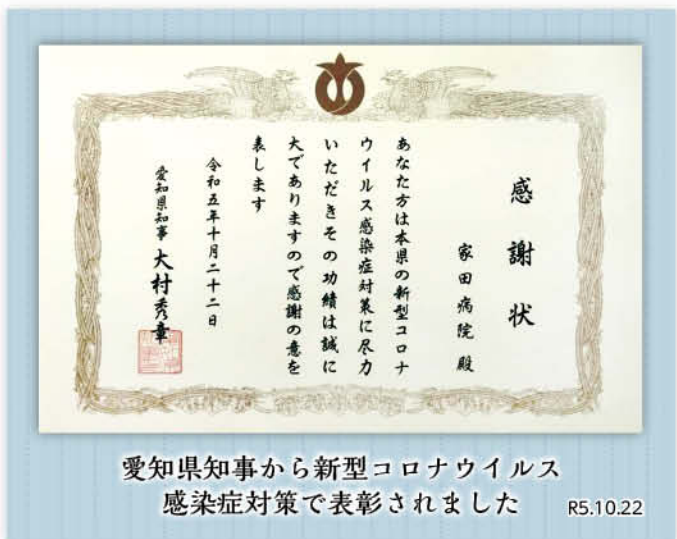 感謝状
家田病院 殿
あなた方は本県の新型コロナ
ウイルス感染症対策に尽力
いただきその功績は誠に
大でありますので感謝の意を
表します
令和五年十月二十二日
愛知県知事 大村秀章
愛知県知事から新型コロナウイルス
感染症対策で表彰されました
R5.10.22